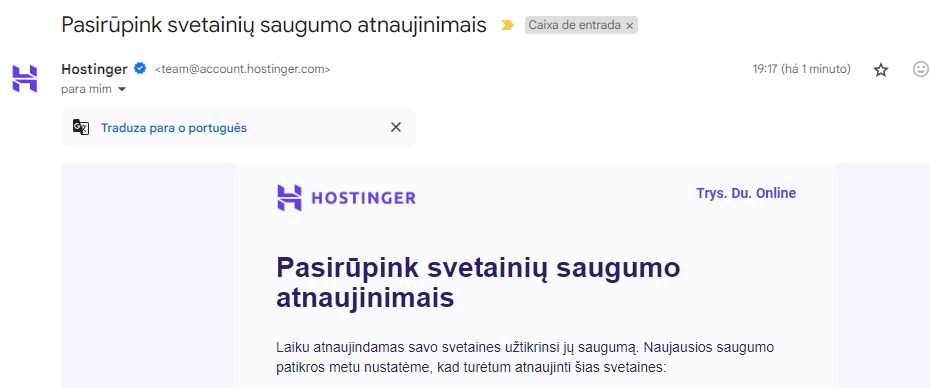 Pasirūpink svetainių saugumo atnaujinimais Caixa de entrada ×
Hostinger <team@account.hostinger.com> 19:17 (há 1 minuto)
para mim
Traduza para o português
HOSTINGER Trys. Du. Online
Pasirūpink svetainių saugumo
atnaujinimais
Laiku atnaujindamas savo svetaines užtikrinsi jų saugumą. Naujausios saugumo
patikros metu nustatėme, kad turėtum atnaujinti šias svetaines: